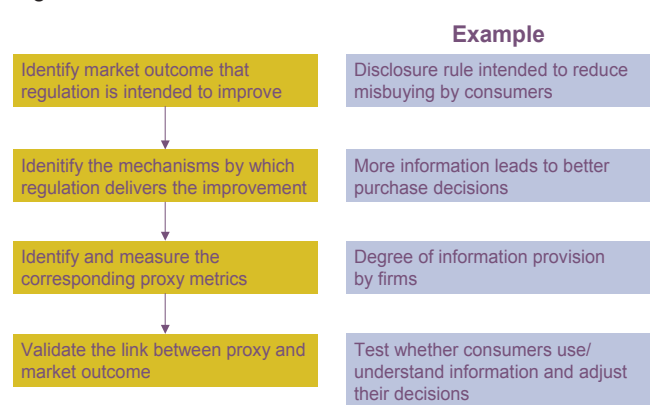 Example
Identify market outcome that
regulation is intended to improve
Disclosure rule intended to reduce
misbuying by consumers
Idenitify the mechanisms by which
regulation delivers the improvement
More information leads to better
purchase decisions
Identify and measure the
corresponding proxy metrics
Degree of information provision
by firms
Validate the link between proxy and
market outcome
Test whether consumers use/
understand information and adjust
their decisions